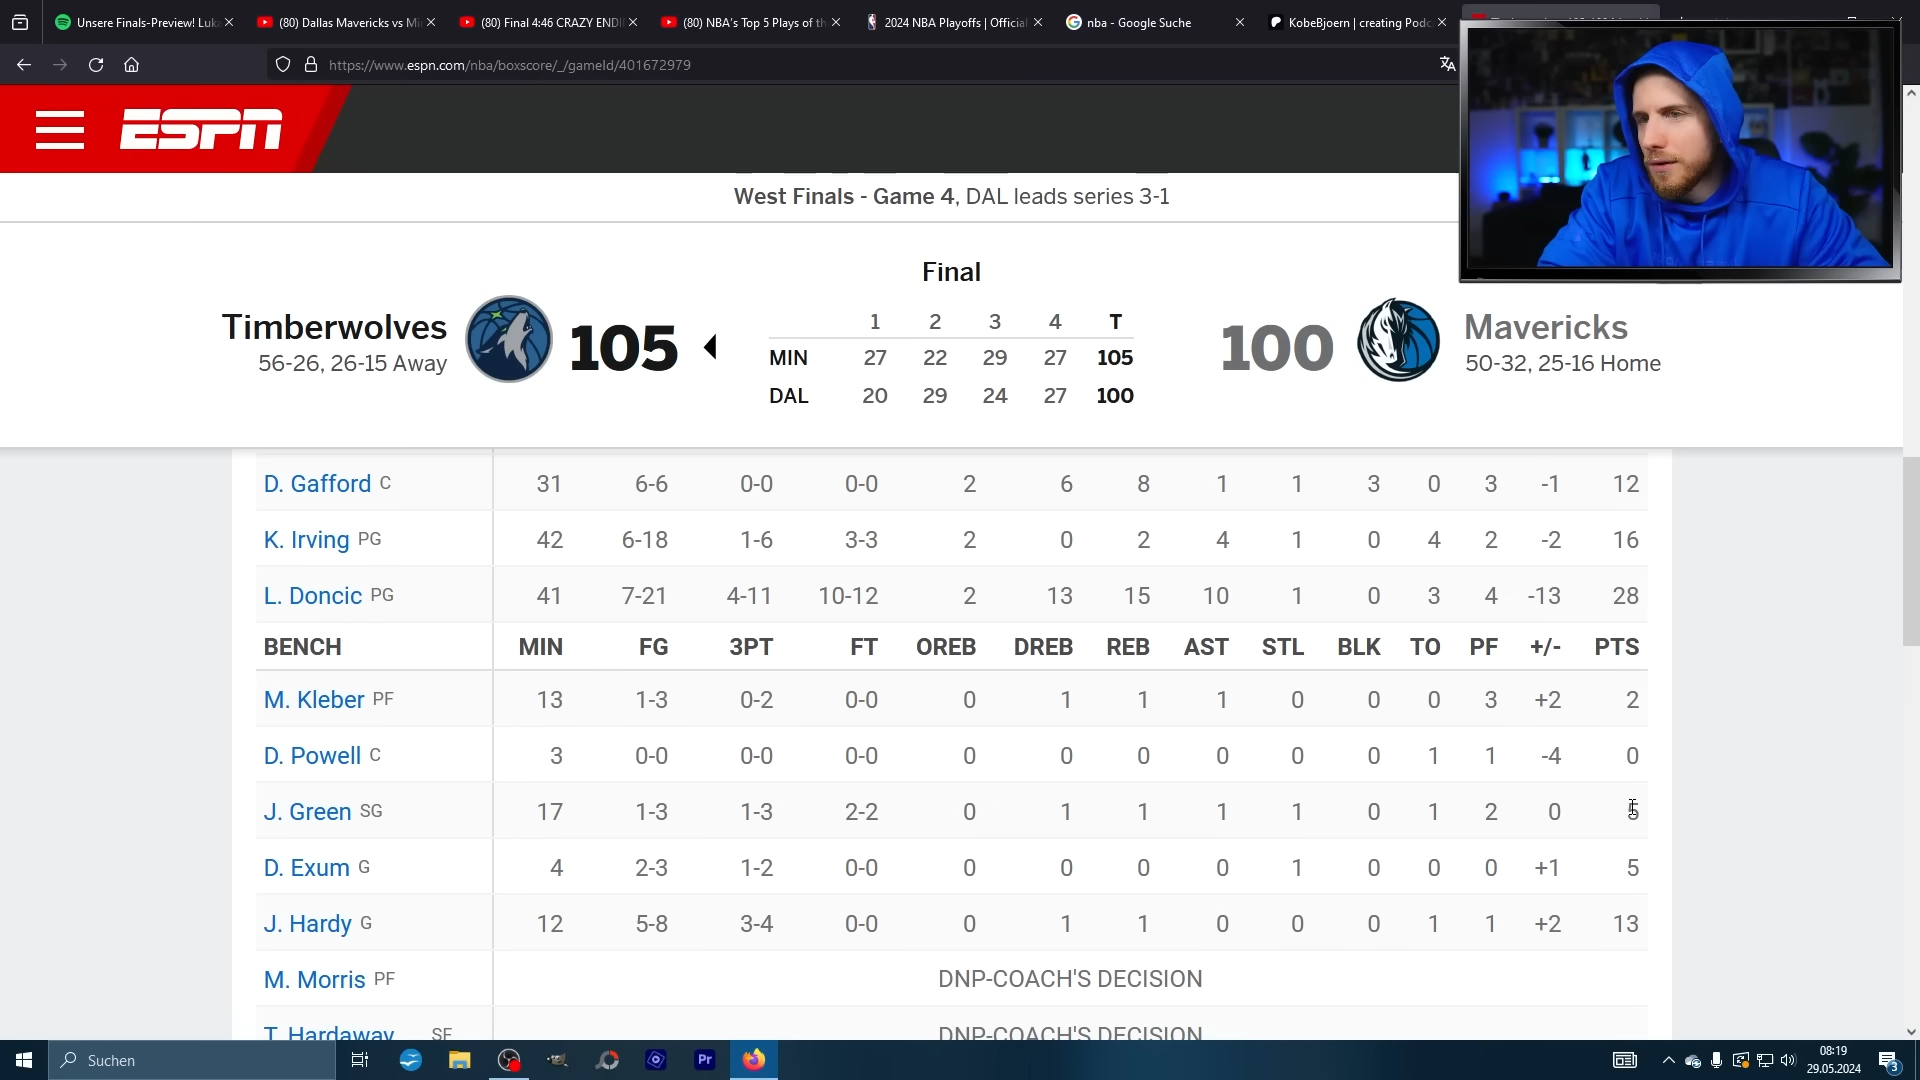 Unsere Finals-Preview! Luka
(80) Dallas Mavericks vs Mi
(80) Final 4:46 CRAZY ENDI
(80) NBA's Top 5 Plays of th
2024 NBA Playoffs | Official
nba - Google Suche
KobeBjoern | creating Podc
https://www.espn.com/nba/boxscore/_/gameId/401672979
ESPN
West Finals - Game 4, DAL leads series 3-1
Final
Timberwolves
56-26, 26-15 Away
105
1 2 3 4 T
MIN 27 22 29 27 105
DAL 20 29 24 27 100
100
Mavericks
50-32, 25-16 Home
D. Gafford C 31 6-6 0-0 0-0 2 6 8 1 1 3 0 3 -1 12
K. Irving PG 42 6-18 1-6 3-3 2 0 2 4 1 0 4 2 -2 16
L. Doncic PG 41 7-21 4-11 10-12 2 13 15 10 1 0 3 4 -13 28
BENCH MIN FG 3PT FT OREB DREB REB AST STL BLK TO PF +/- PTS
M. Kleber PF 13 1-3 0-2 0-0 0 1 1 1 0 0 0 3 +2 2
D. Powell C 3 0-0 0-0 0-0 0 0 0 0 0 0 1 1 -4 0
J. Green SG 17 1-3 1-3 2-2 0 1 1 1 1 0 1 2 0 5
D. Exum G 4 2-3 1-2 0-0 0 0 0 0 1 0 0 0 +1 5
J. Hardy G 12 5-8 3-4 0-0 0 1 1 0 0 0 1 1 +2 13
M. Morris PF DNP-COACH'S DECISION
T. Hardaway SF DNP-COACH'S DECISION
Suchen
Pr
08:19
29.05.2024
3